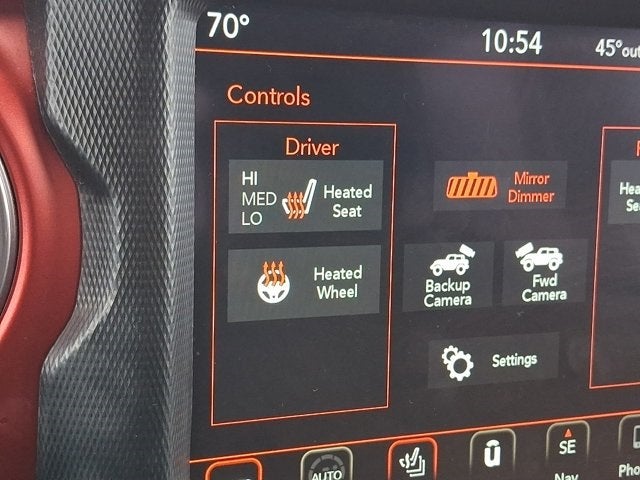 70°
10:54
45°out
Controls
Driver
HI
MED
LO
Heated
Seat
Mirror
Dimmer
Heated
Wheel
Backup
Camera
Fwd
Camera
Settings
AUTO
SE
Nav